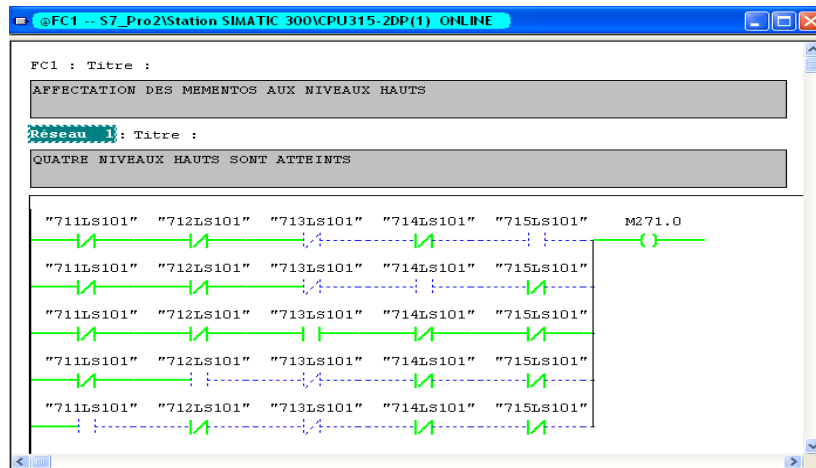 @FC1 -- S7_Pro2\Station SIMATIC 300\CPU315-2DP(1) ONLINE
FC1 : Titre :
AFFECTATION DES MEMENTOS AUX NIVEAUX HAUTS
Réseau 1: Titre :
QUATRE NIVEAUX HAUTS SONT ATTEINTS
"711LS101" "712LS101" "713LS101" "714LS101" "715LS101" M271.0
"711LS101" "712LS101" "713LS101" "714LS101" "715LS101"
"711LS101" "712LS101" "713LS101" "714LS101" "715LS101"
"711LS101" "712LS101" "713LS101" "714LS101" "715LS101"
"711LS101" "712LS101" "713LS101" "714LS101" "715LS101"